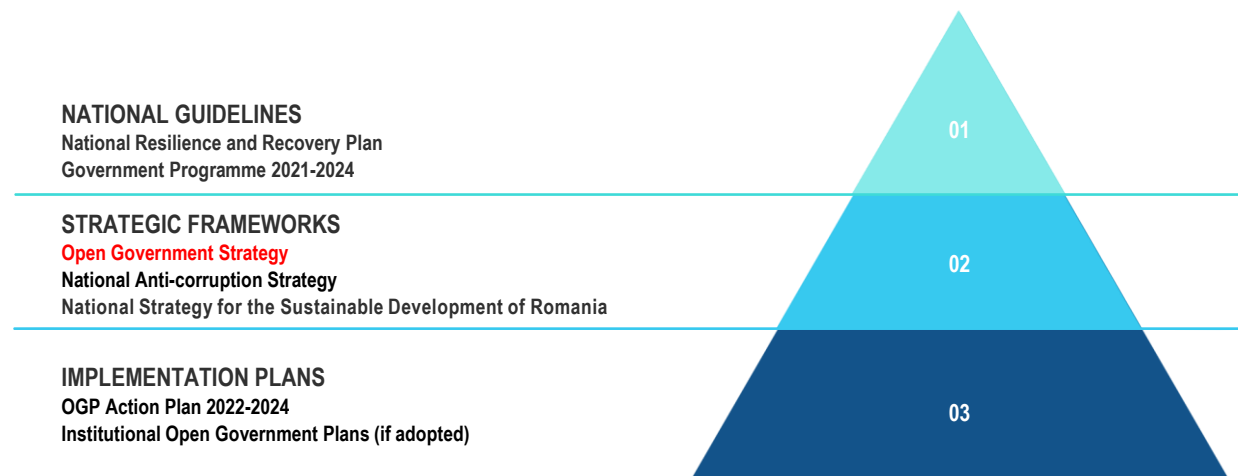 NATIONAL GUIDELINES
National Resilience and Recovery Plan
Government Programme 2021-2024
01
STRATEGIC FRAMEWORKS
Open Government Strategy
National Anti-corruption Strategy
National Strategy for the Sustainable Development of Romania
02
IMPLEMENTATION PLANS
OGP Action Plan 2022-2024
Institutional Open Government Plans (if adopted)
03